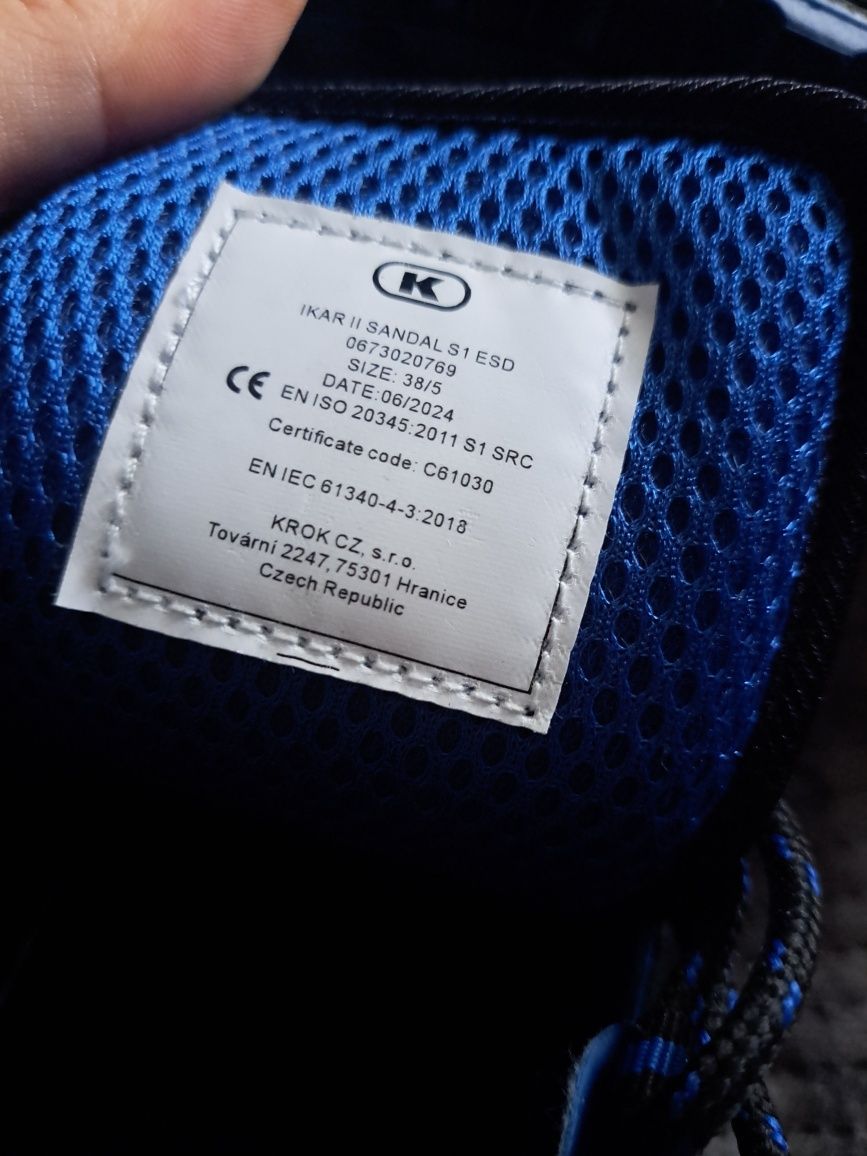 K
IKAR II SANDAL S1 ESD
0673020769
SIZE: 38/5
DATE:06/2024
CE EN ISO 20345:2011 S1 SRC
Certificate code: C61030
EN IEC 61340-4-3:2018
KROK CZ, s.r.o.
Tovární 2247, 75301 Hranice
Czech Republic